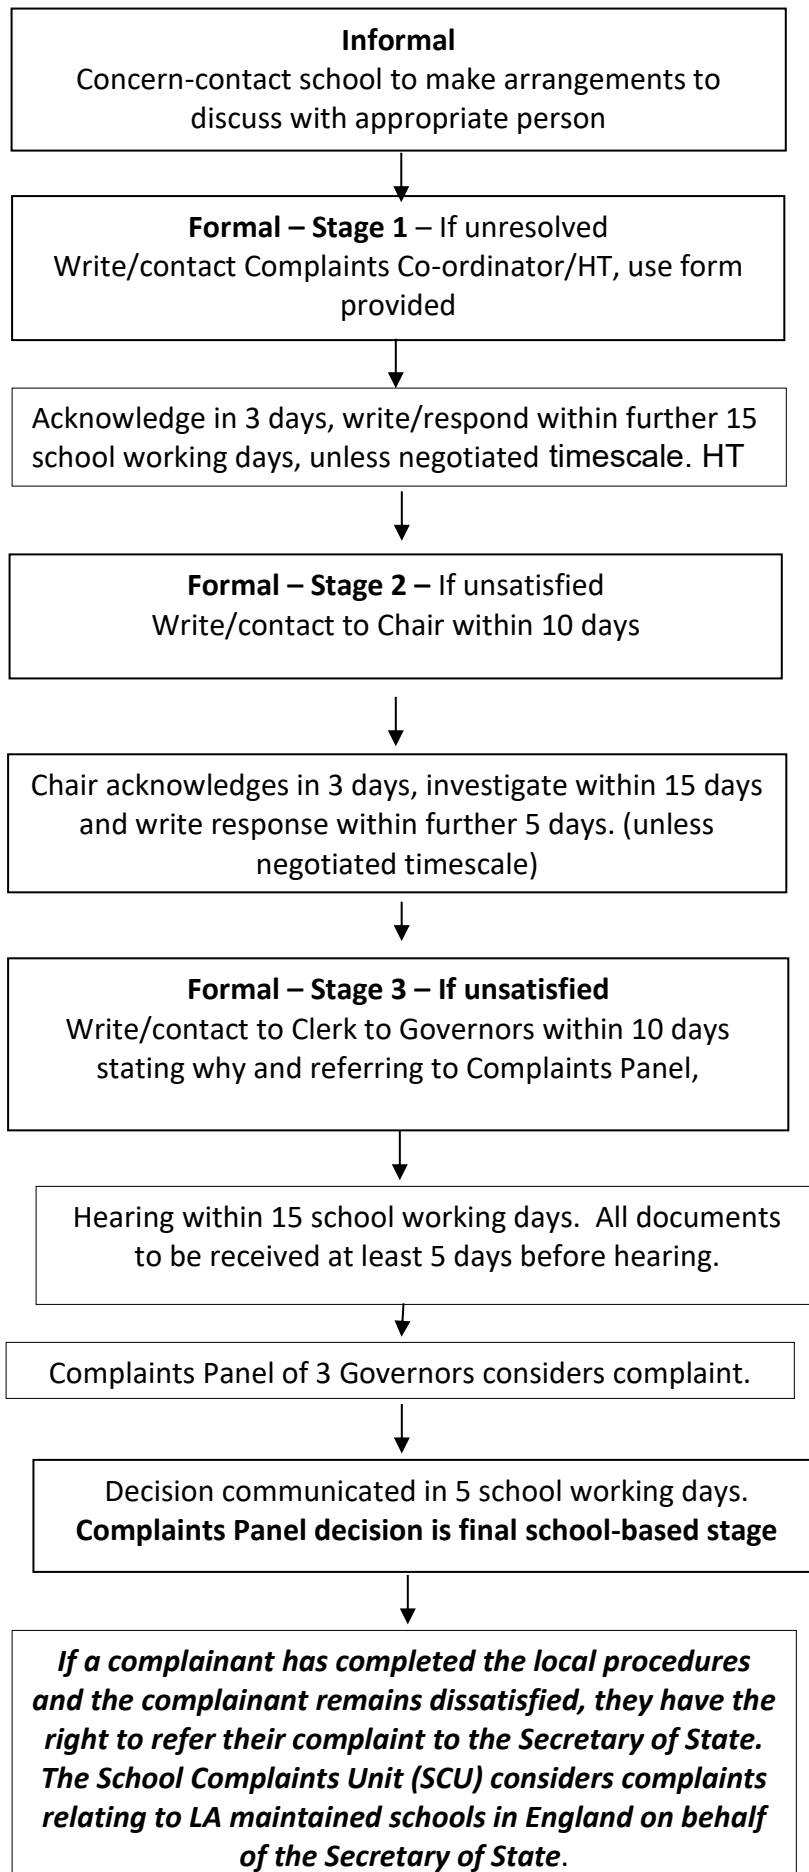 Informal
Concern-contact school to make arrangements to
discuss with appropriate person
Formal – Stage 1 – If unresolved
Write/contact Complaints Co-ordinator/HT, use form
provided
Acknowledge in 3 days, write/respond within further 15
school working days, unless negotiated timescale. HT
Formal – Stage 2 – If unsatisfied
Write/contact to Chair within 10 days
Chair acknowledges in 3 days, investigate within 15 days
and write response within further 5 days. (unless
negotiated timescale)
Formal – Stage 3 – If unsatisfied
Write/contact to Clerk to Governors within 10 days
stating why and referring to Complaints Panel,
Hearing within 15 school working days.  All documents
to be received at least 5 days before hearing.
Complaints Panel of 3 Governors considers complaint.
Decision communicated in 5 school working days.
Complaints Panel decision is final school-based stage
If a complainant has completed the local procedures
and the complainant remains dissatisfied, they have the
right to refer their complaint to the Secretary of State.
The School Complaints Unit (SCU) considers complaints
relating to LA maintained schools in England on behalf
of the Secretary of State.